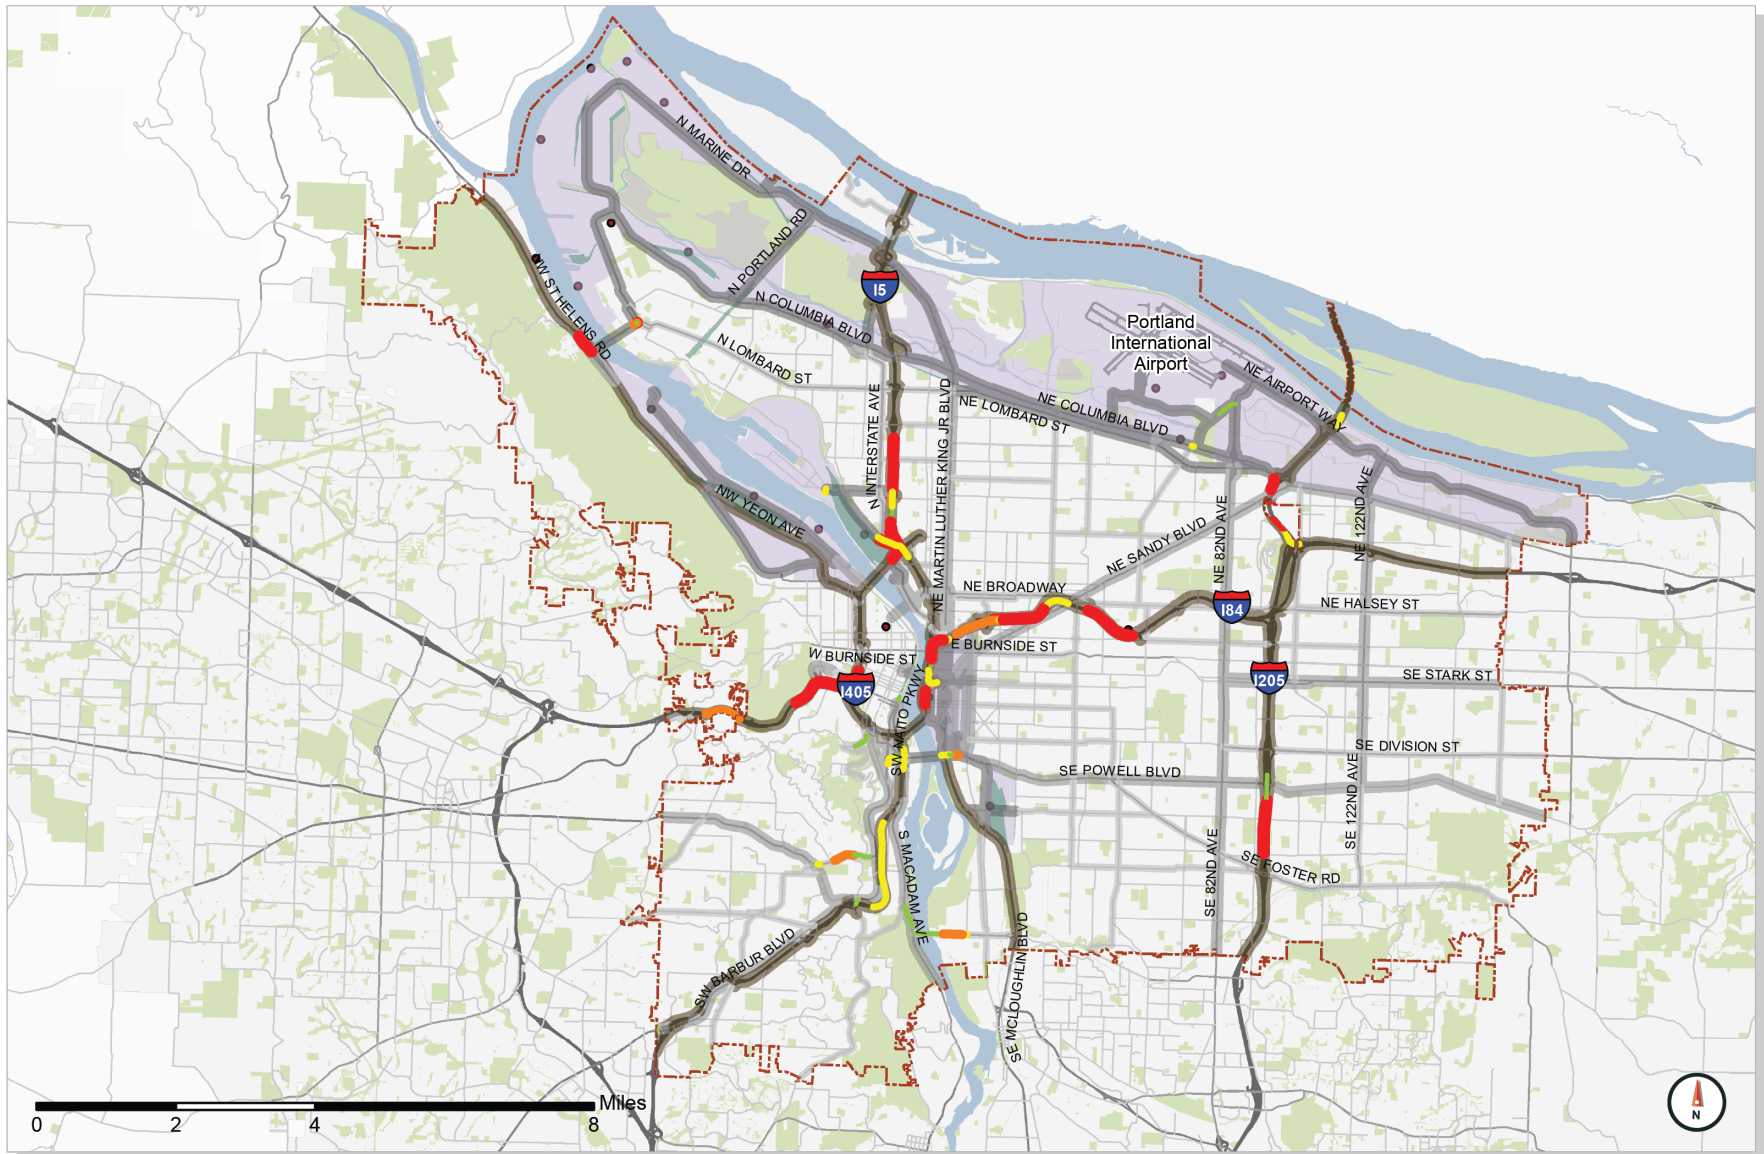 N MARINE DR
N PORTLAND RD
NW ST HELENS RD
I5
N COLUMBIA BLVD
Portland
International
Airport
N LOMBARD ST
NE AIRPORT WAY
N INTERSTATE AVE
NE MARTIN LUTHER KING JR BLVD
NE LOMBARD ST
NE COLUMBIA BLVD
NW YEON AVE
NE SANDY BLVD
NE 82ND AVE
NE 122ND AVE
NE BROADWAY
I84
NE HALSEY ST
W BURNSIDE ST
E BURNSIDE ST
I405
I205
SE STARK ST
SW NAITO PKWY
SE DIVISION ST
SE POWELL BLVD
SE 122ND AVE
S MACADAM AVE
SE 82ND AVE
SE FOSTER RD
SW BARBUR BLVD
SE MCLOUGHLIN BLVD
Miles
0 2 4 8
N